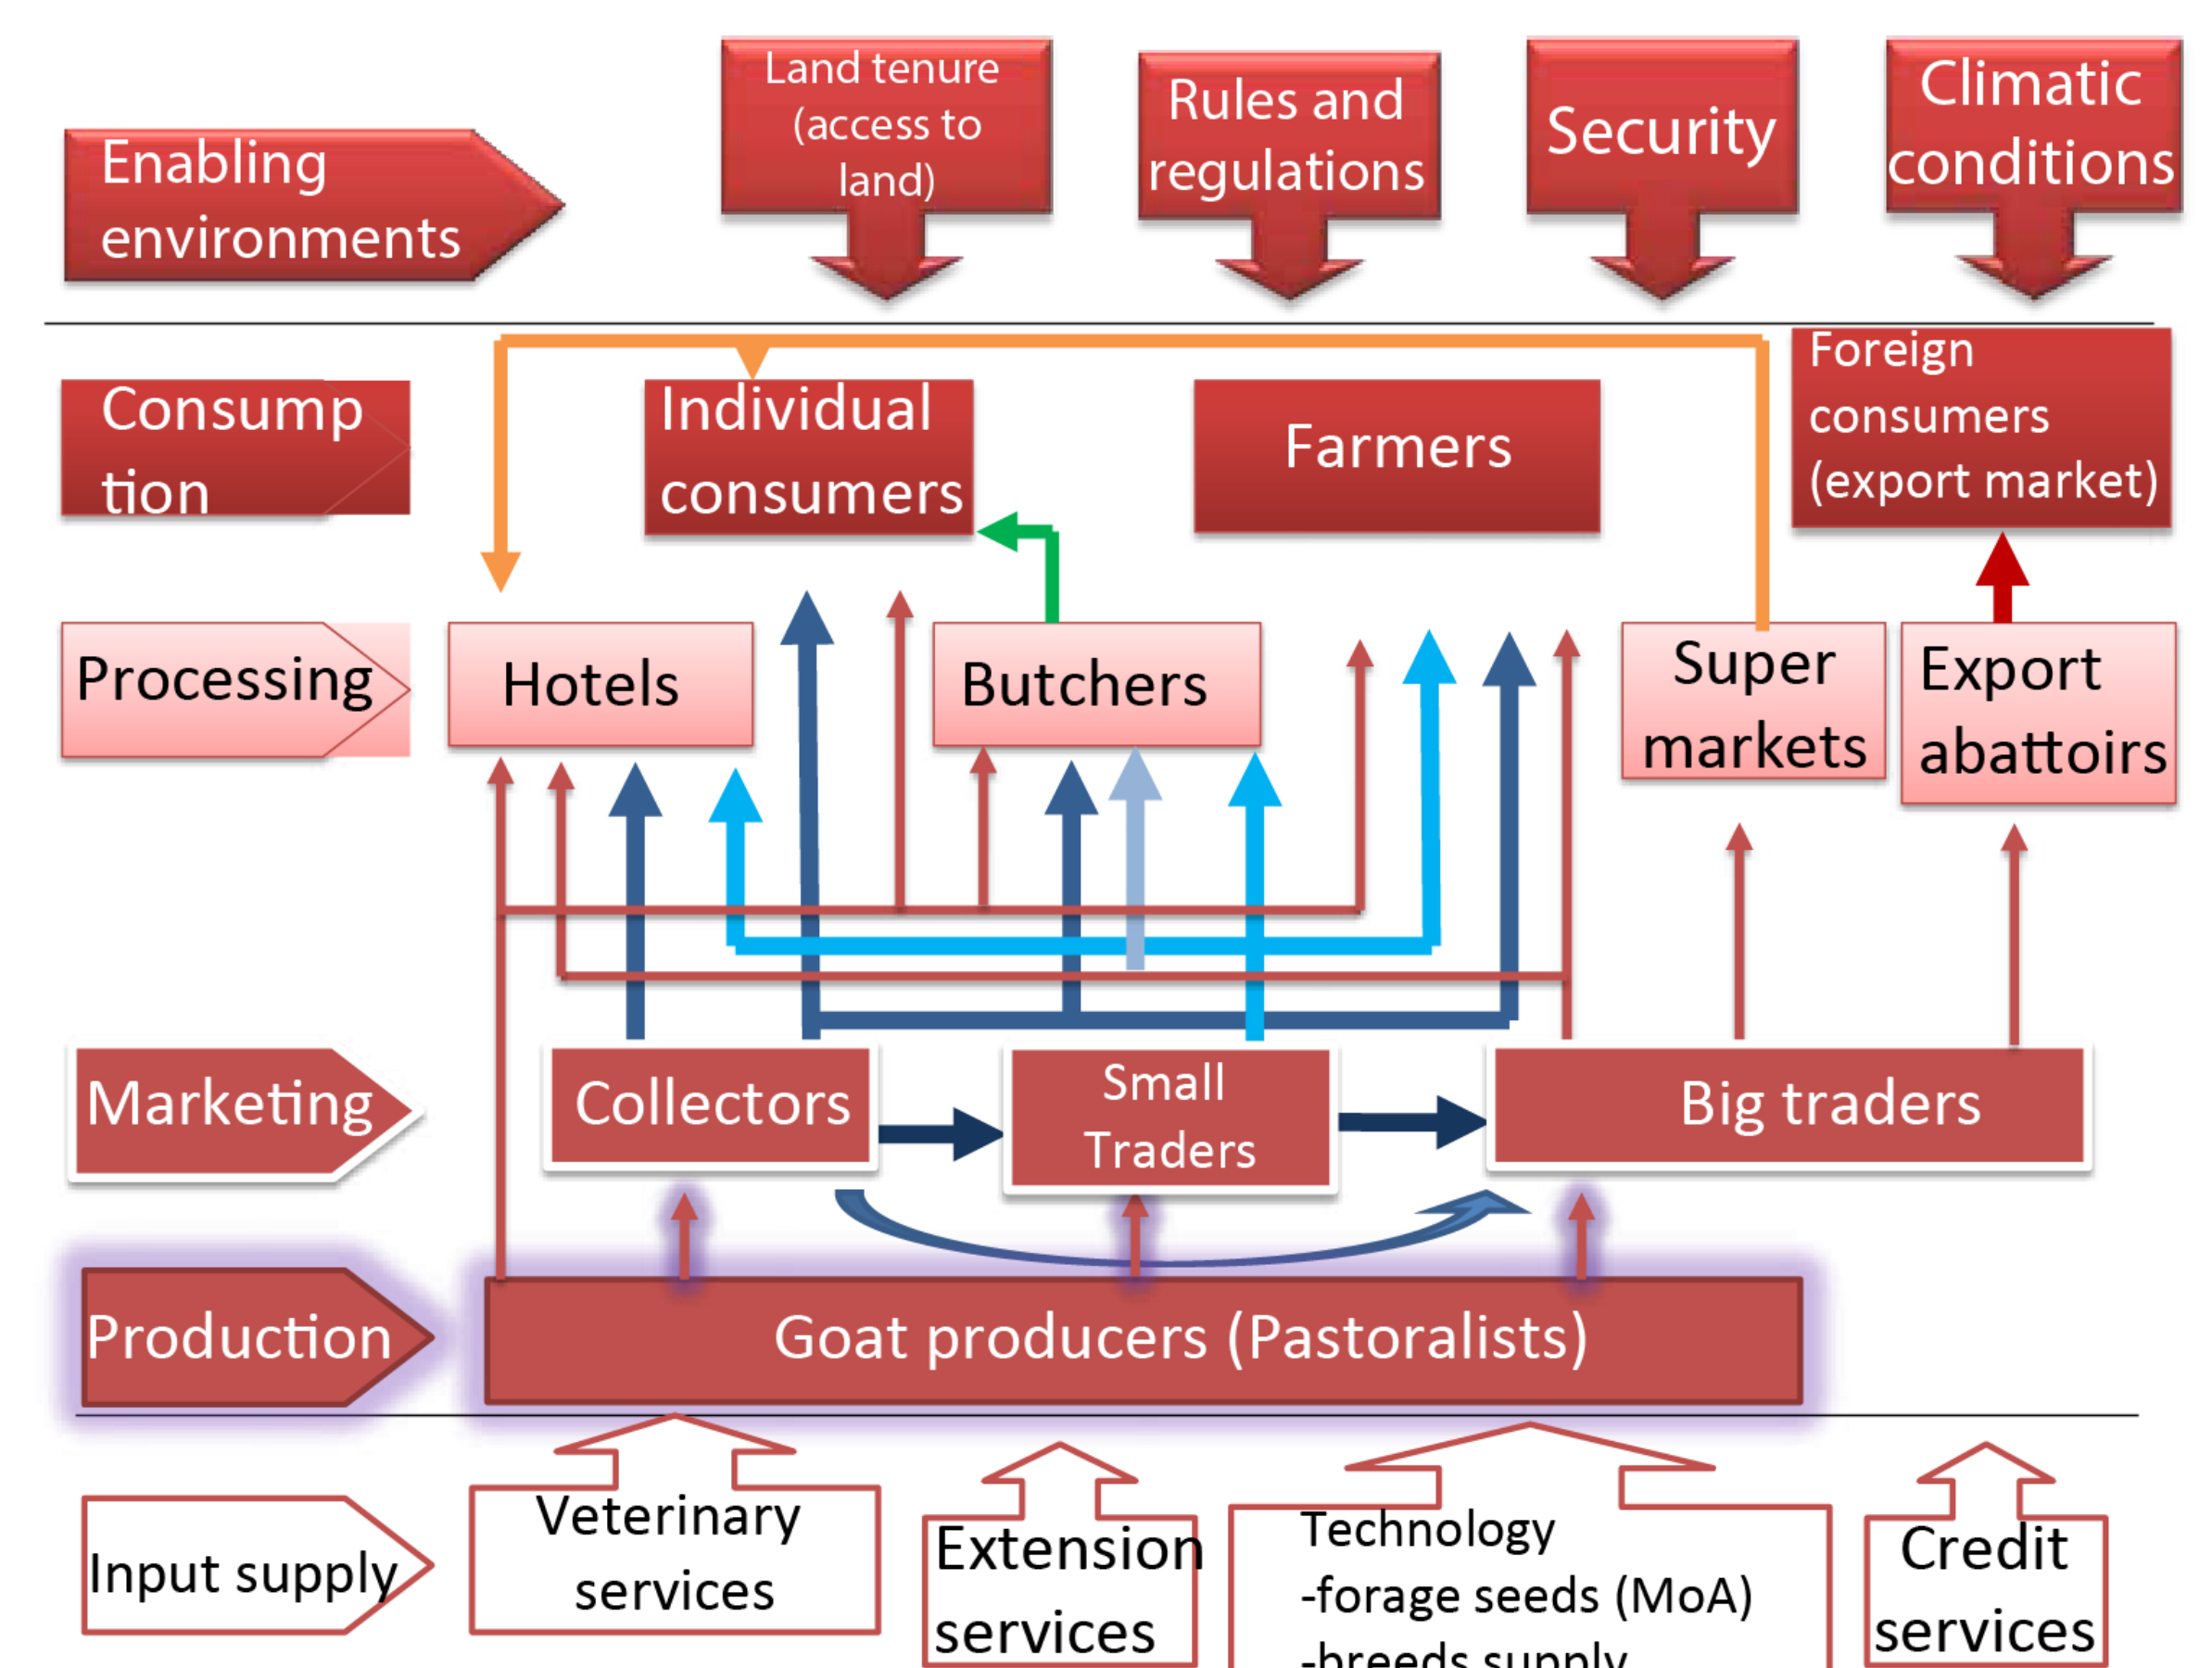 Land tenure
(access to
land)
Rules and
regulations
Security
Climatic
conditions
Enabling
environments
Consump
tion
Individual
consumers
Farmers
Foreign
consumers
(export market)
Processing
Hotels
Butchers
Super
markets
Export
abattoirs
Marketing
Collectors
Small
Traders
Big traders
Production
Goat producers (Pastoralists)
Input supply
Veterinary
services
Extension
services
Technology
-forage seeds (MoA)
-breeds supply
Credit
services